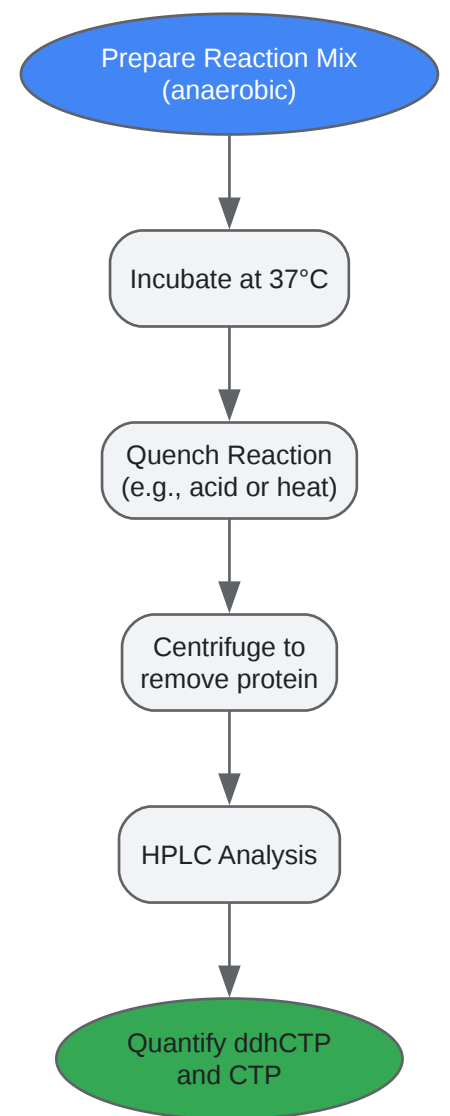 Prepare Reaction Mix
(anaerobic)
Incubate at 37°C
Quench Reaction
(e.g., acid or heat)
Centrifuge to
remove protein
HPLC Analysis
Quantify ddhCTP
and CTP